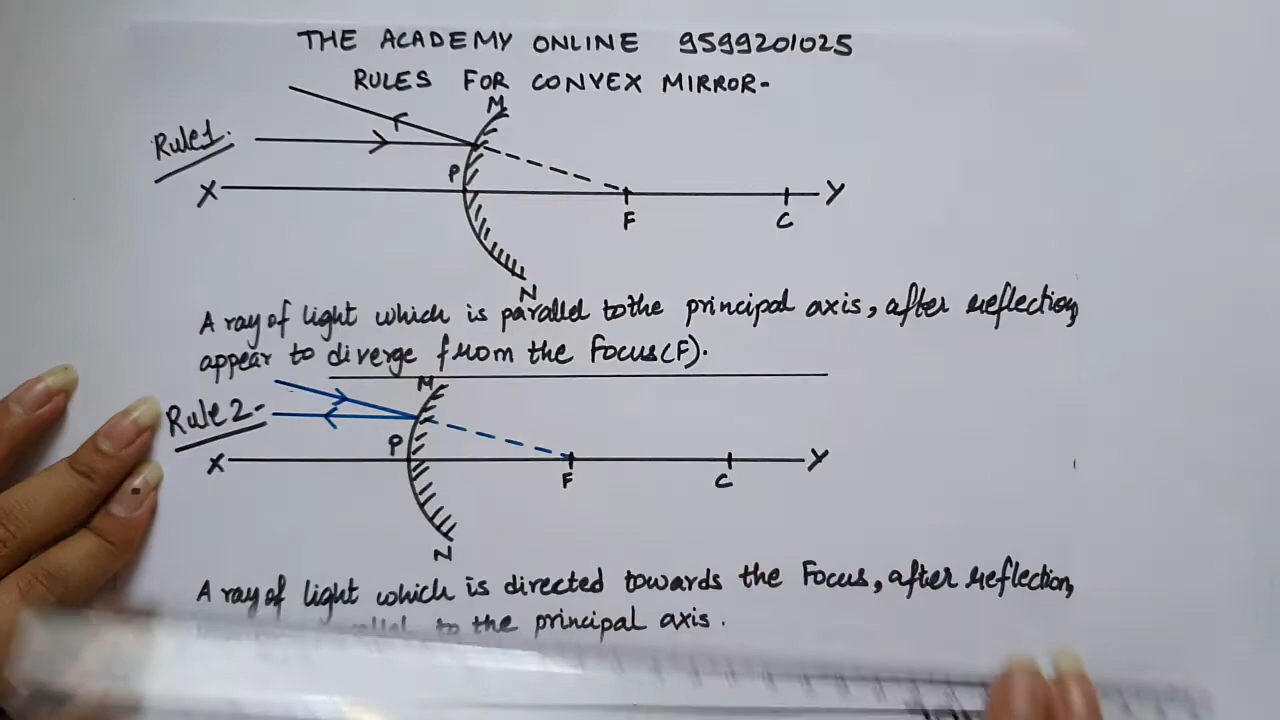 THE ACADEMY ONLINE 9599201025
RULES FOR CONVEX MIRROR-
M
Rule1.
P
X
Y
F
C
N
A ray of light which is parallel to the principal axis, after reflection,
appear to diverge from the Focus(F).
M
Rule 2-
P
X
Y
F
C
N
A ray of light which is directed towards the Focus, after reflection,
to the principal axis.